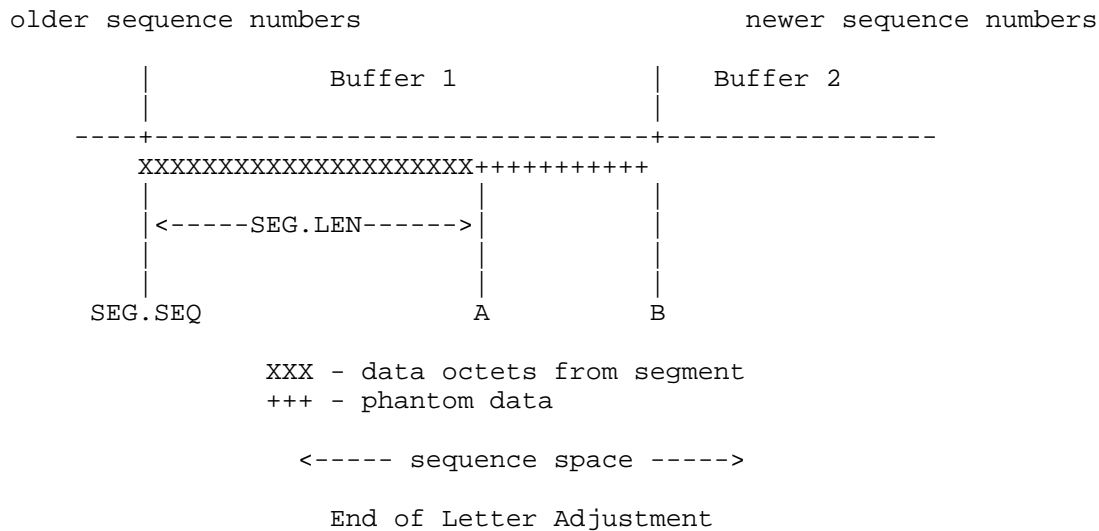 older sequence numbers                        newer sequence numbers
        |           Buffer 1            |   Buffer 2
        |                               |
    ----+-------------------------------+-----------------
        XXXXXXXXXXXXXXXXXXXXX+++++++++++
        |                    |          |
        |<-----SEG.LEN------>|          |
        |                    |          |
        |                    |          |
     SEG.SEQ                 A          B
                XXX - data octets from segment
                +++ - phantom data
                  <----- sequence space ----->
                    End of Letter Adjustment